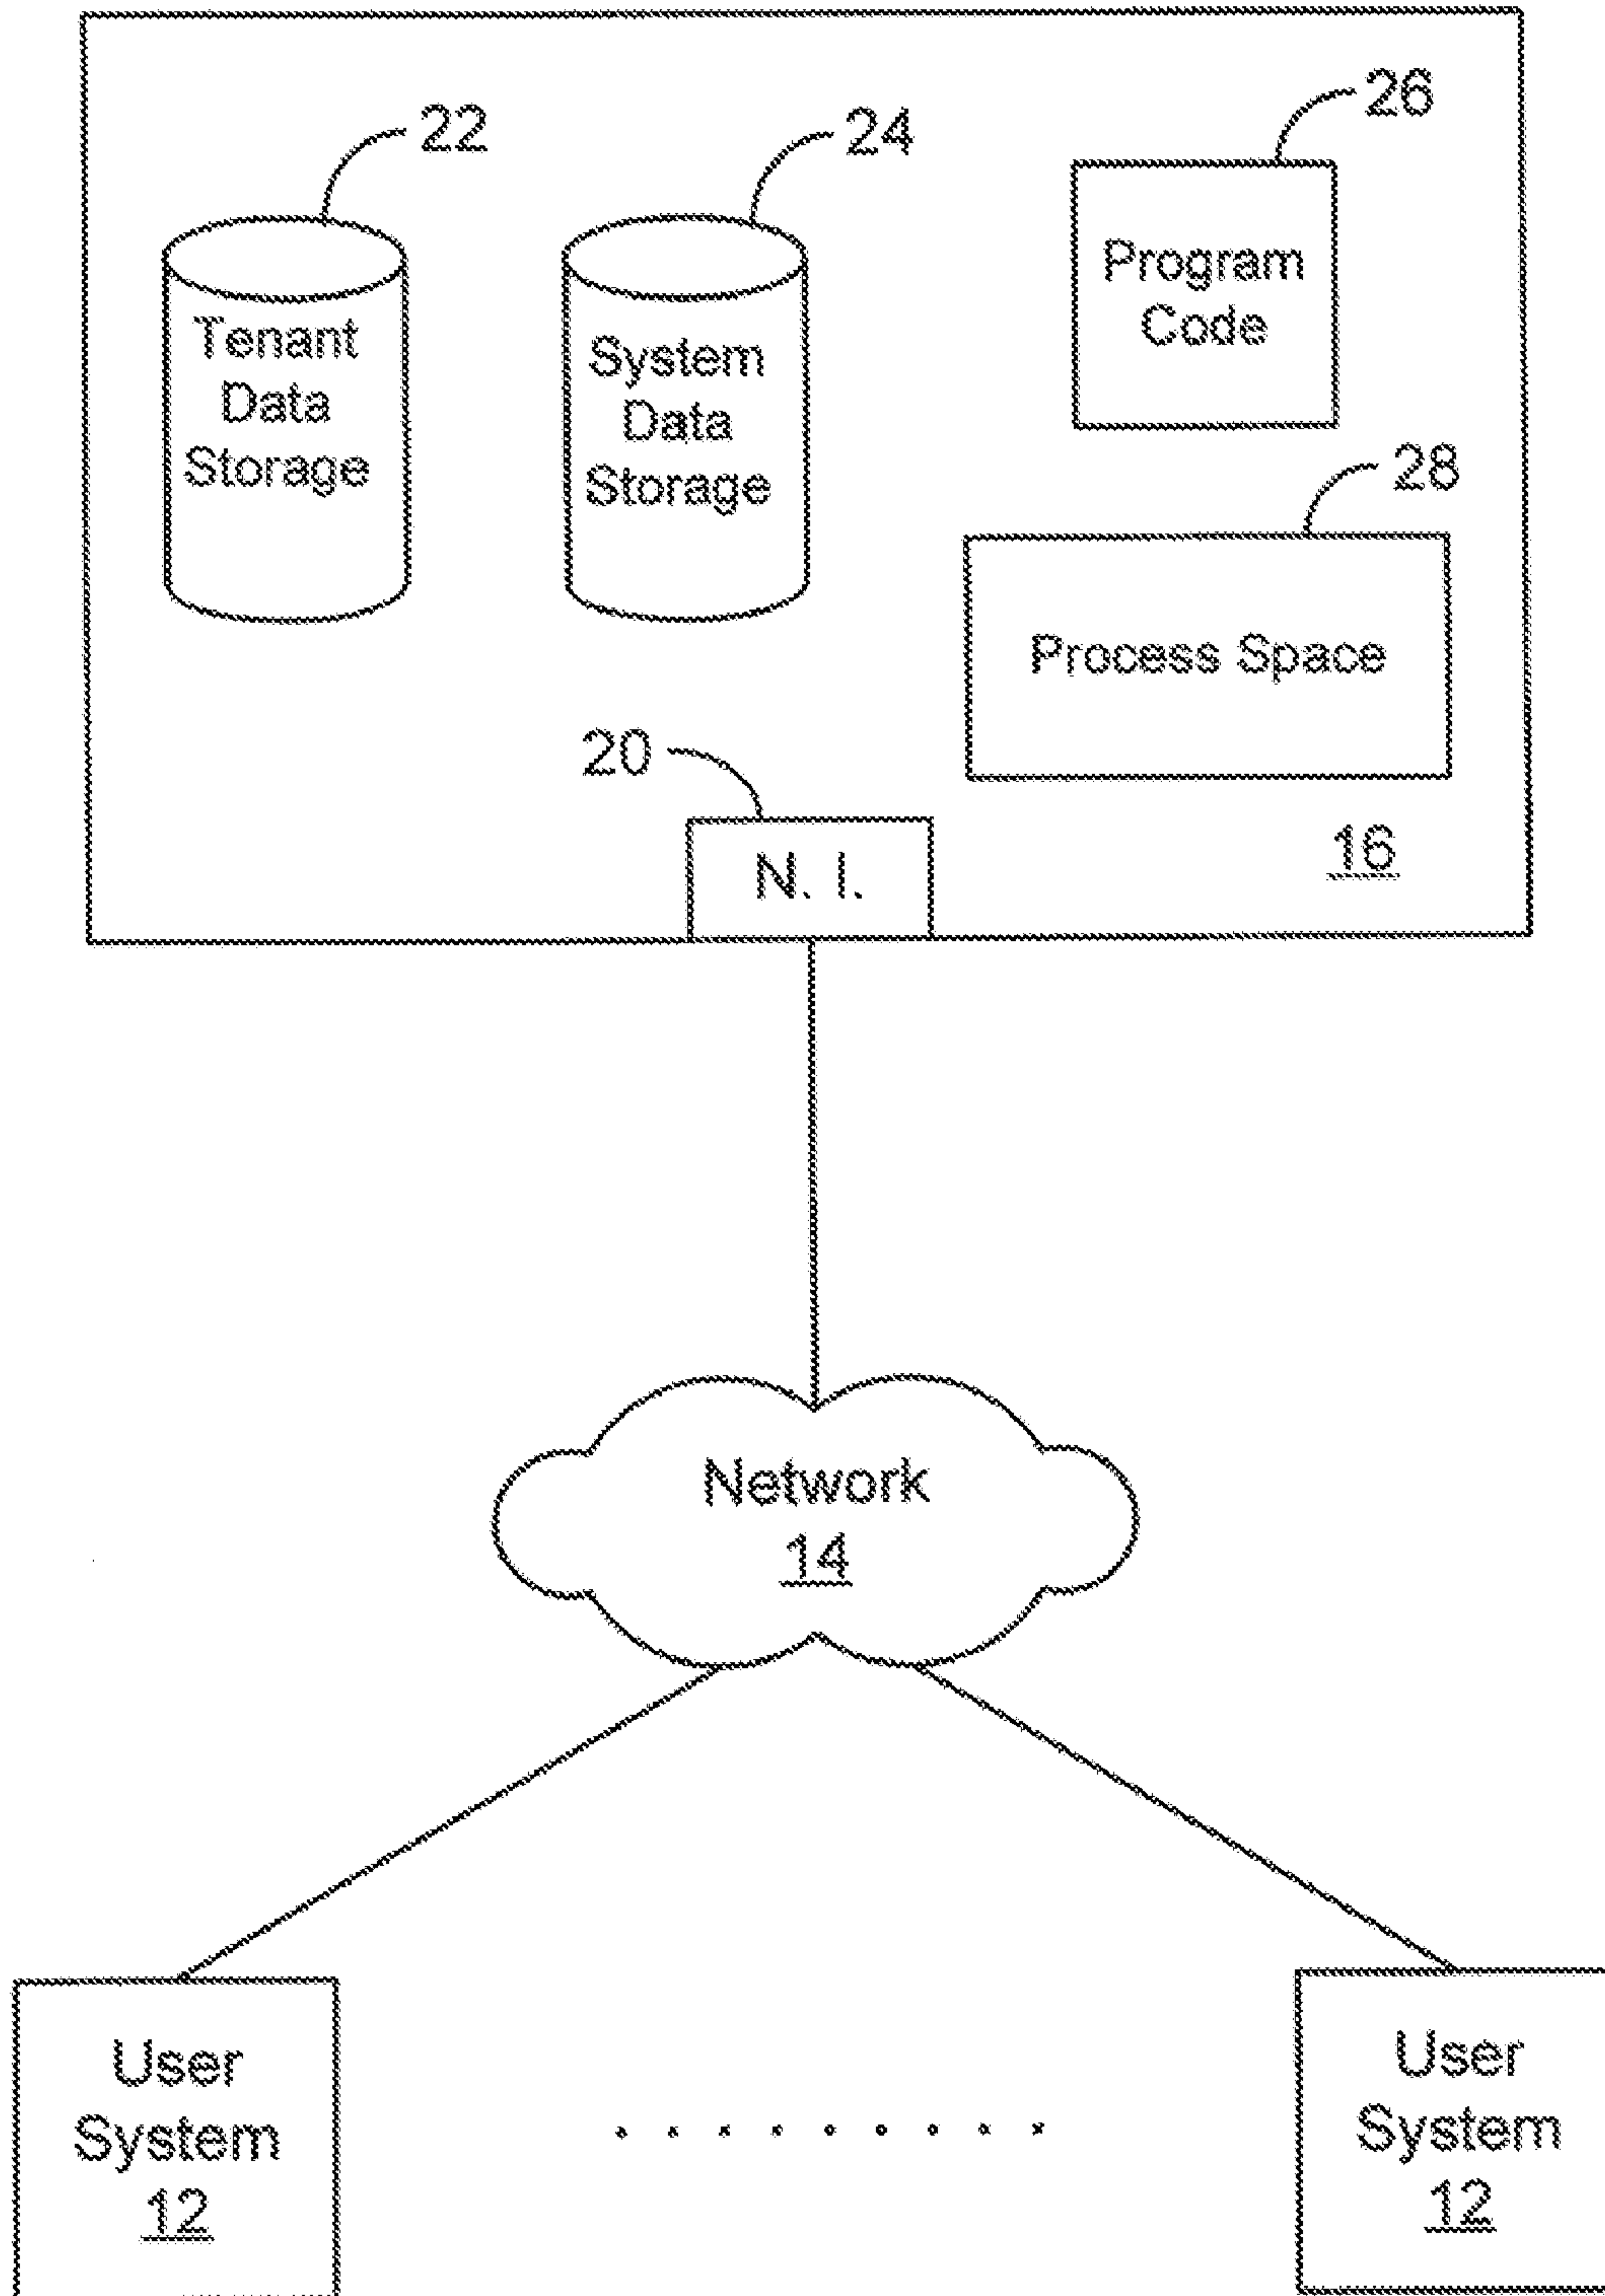 22
24
26
Tenant
Data
Storage
System
Data
Storage
Program
Code
28
Process Space
20
N. I.
16
Network
14
User
System
12
User
System
12